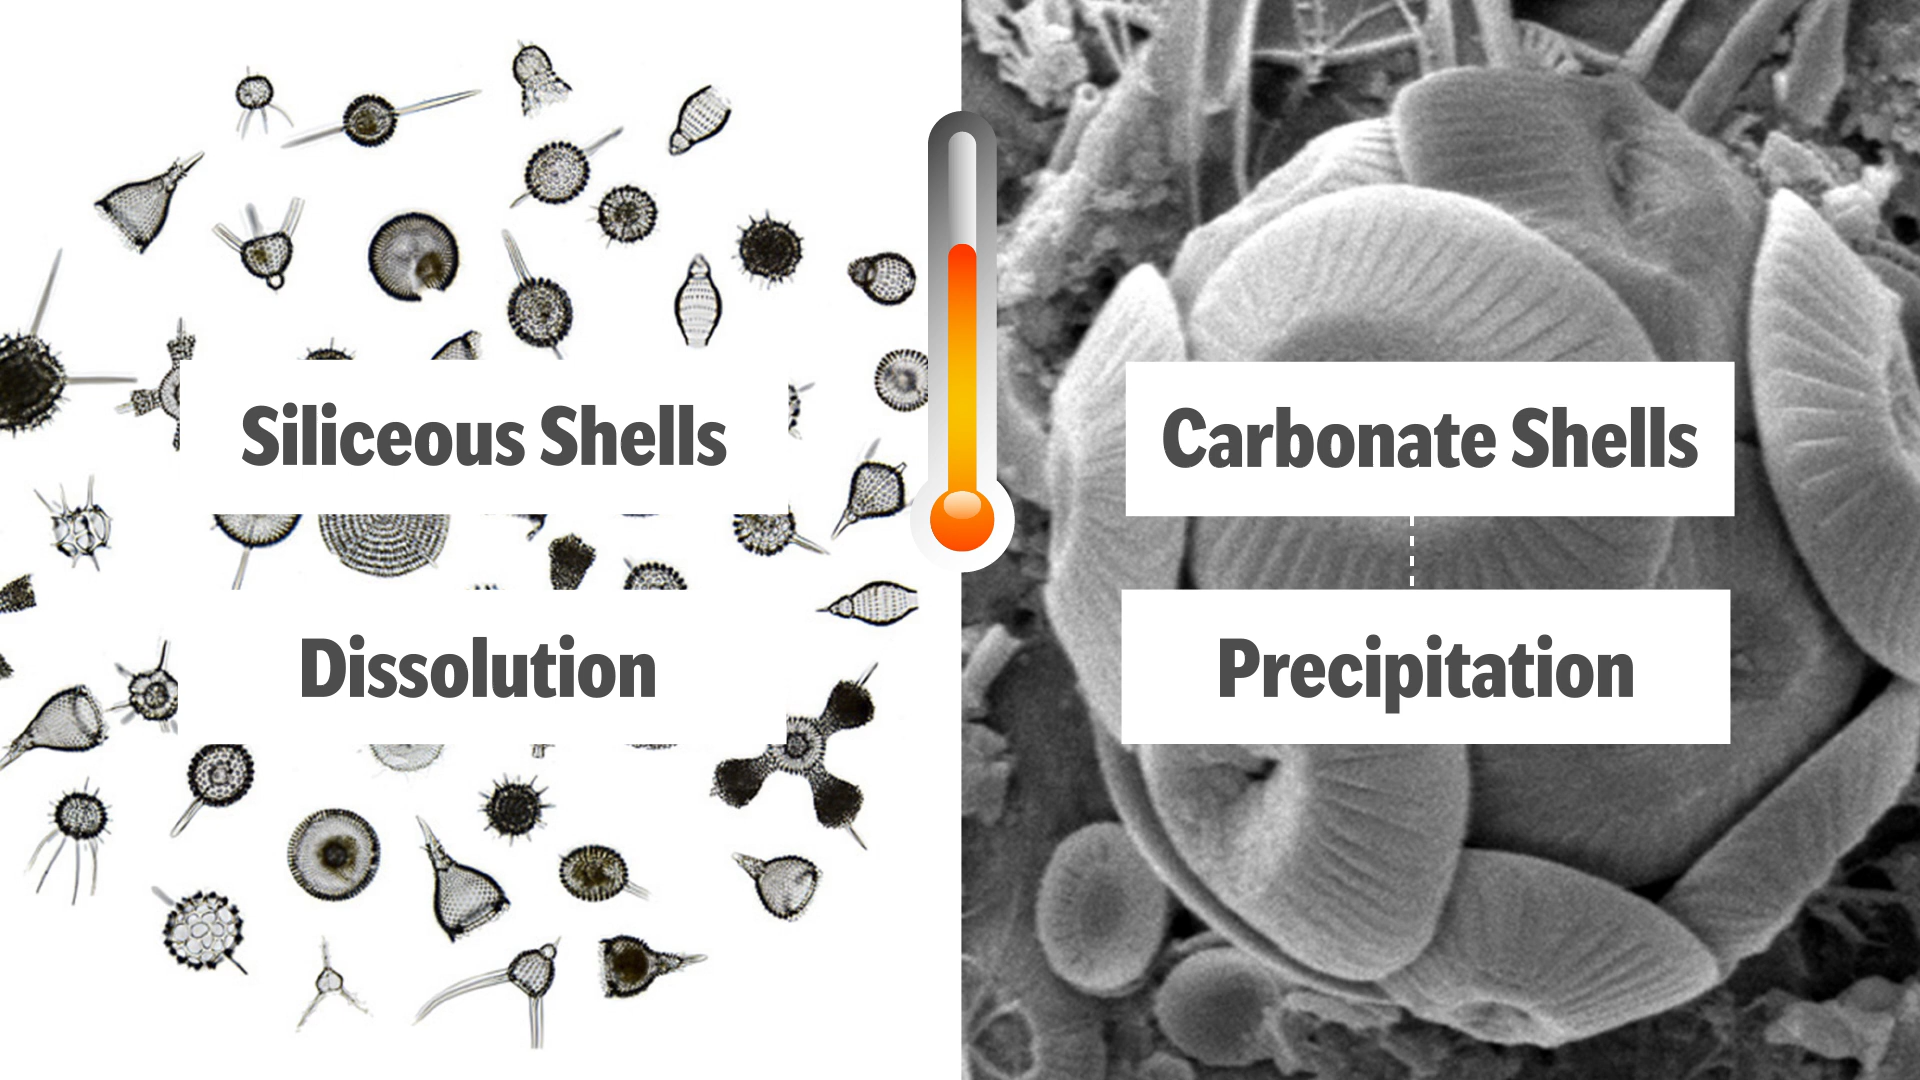 Siliceous Shells
Dissolution
Carbonate Shells
Precipitation